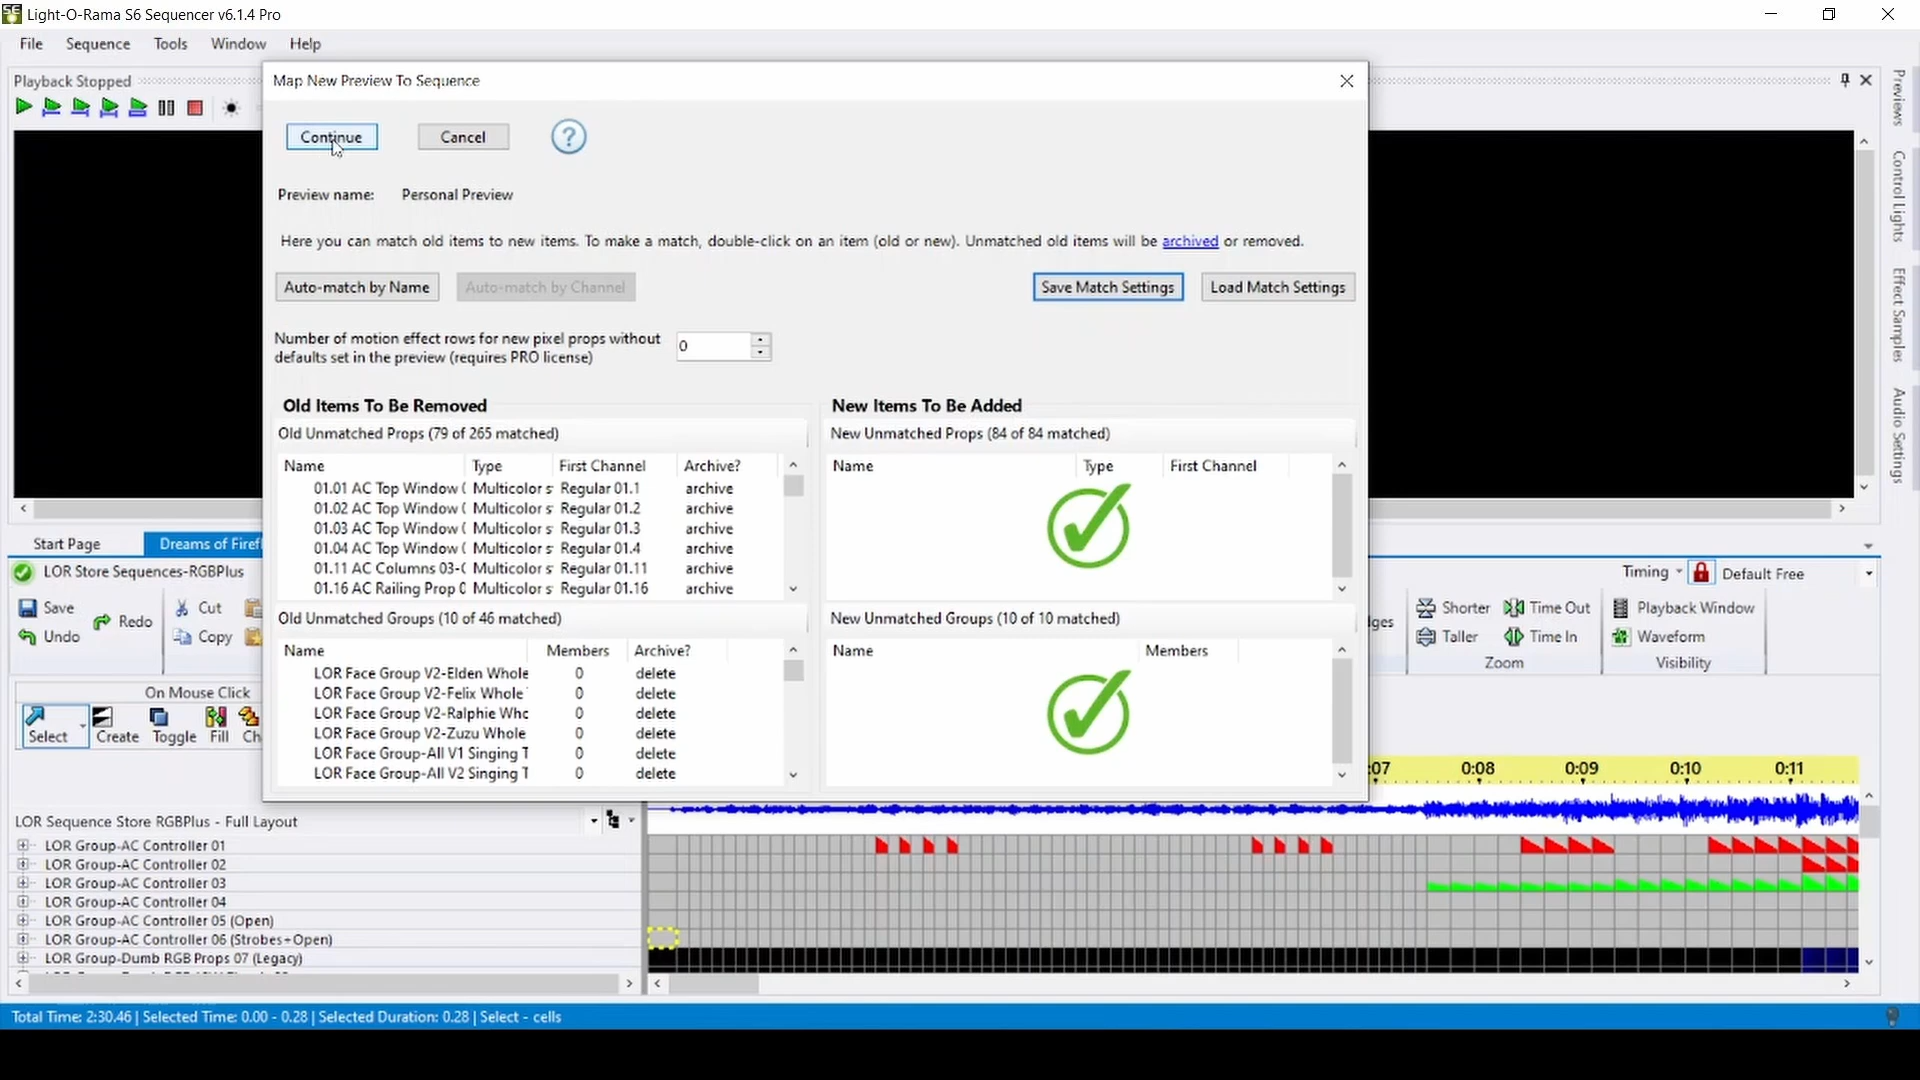 Light-O-Rama S6 Sequencer v6.1.4 Pro
File Sequence Tools Window Help
Playback Stopped
Map New Preview To Sequence
Continue Cancel ?
Preview name: Personal Preview
Here you can match old items to new items. To make a match, double-click on an item (old or new). Unmatched old items will be archived or removed.
Auto-match by Name Auto-match by Channel Save Match Settings Load Match Settings
Number of motion effect rows for new pixel props without
defaults set in the preview (requires PRO license) 0
Old Items To Be Removed
Old Unmatched Props (79 of 265 matched)
Name Type First Channel Archive?
01.01 AC Top Window ( Multicolor s Regular 01.1 archive
01.02 AC Top Window ( Multicolor s Regular 01.2 archive
01.03 AC Top Window ( Multicolor s Regular 01.3 archive
01.04 AC Top Window ( Multicolor s Regular 01.4 archive
01.11 AC Columns 03-( Multicolor s Regular 01.11 archive
01.16 AC Railing Prop Multicolor s Regular 01.16 archive
Old Unmatched Groups (10 of 46 matched)
Name Members Archive?
LOR Face Group V2-Elden Whole 0 delete
LOR Face Group V2-Felix Whole 0 delete
LOR Face Group V2-Ralphie 0 delete
LOR Face Group V2-Zuzu Whole 0 delete
LOR Face Group-All V1 Singing 0 delete
LOR Face Group-All V2 Singing 0 delete
New Items To Be Added
New Unmatched Props (84 of 84 matched)
Name Type First Channel
New Unmatched Groups (10 of 10 matched)
Name Members
Previews
Control Lights
Effect Samples
Audio Settings
Start Page Dreams of Firefl
LOR Store Sequences-RGBPlus
Save
Undo
Redo
Cut
Copy
On Mouse Click
Select Create Toggle Fill Ch
Timing Default Free
ges
Shorter Time Out
Taller Time In
Zoom
Playback Window
Waveform
Visibility
:07 0:08 0:09 0:10 0:11
LOR Sequence Store RGBPlus - Full Layout
LOR Group-AC Controller 01
LOR Group-AC Controller 02
LOR Group-AC Controller 03
LOR Group-AC Controller 04
LOR Group-AC Controller 05 (Open)
LOR Group-AC Controller 06 (Strobes+Open)
LOR Group-Dumb RGB Props 07 (Legacy)
Total Time: 2:30.46 | Selected Time: 0.00 - 0.28 | Selected Duration: 0.28 | Select - cells